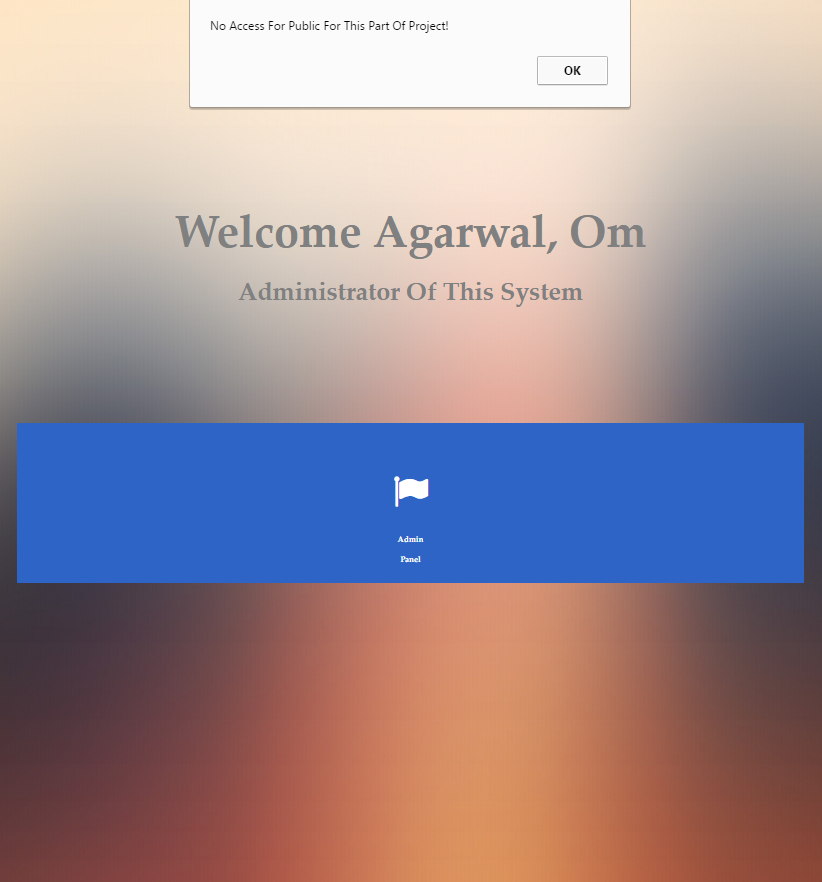 No Access For Public For This Part Of Project!
OK
Welcome Agarwal, Om
Administrator Of This System
Admin
Panel